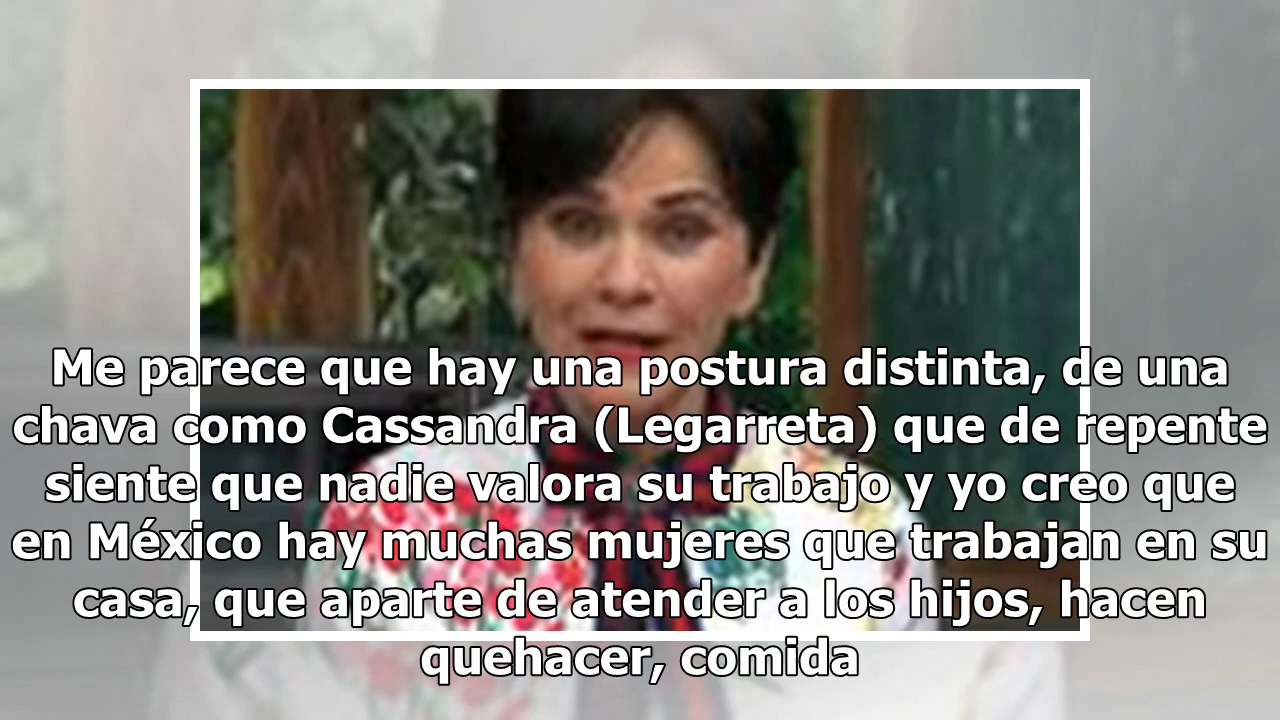 Me parece que hay una postura distinta, de una
chava como Cassandra (Legarreta) que de repente
siente que nadie valora su trabajo y yo creo que
en México hay muchas mujeres que trabajan en su
casa, que aparte de atender a los hijos, hacen
quehacer, comida